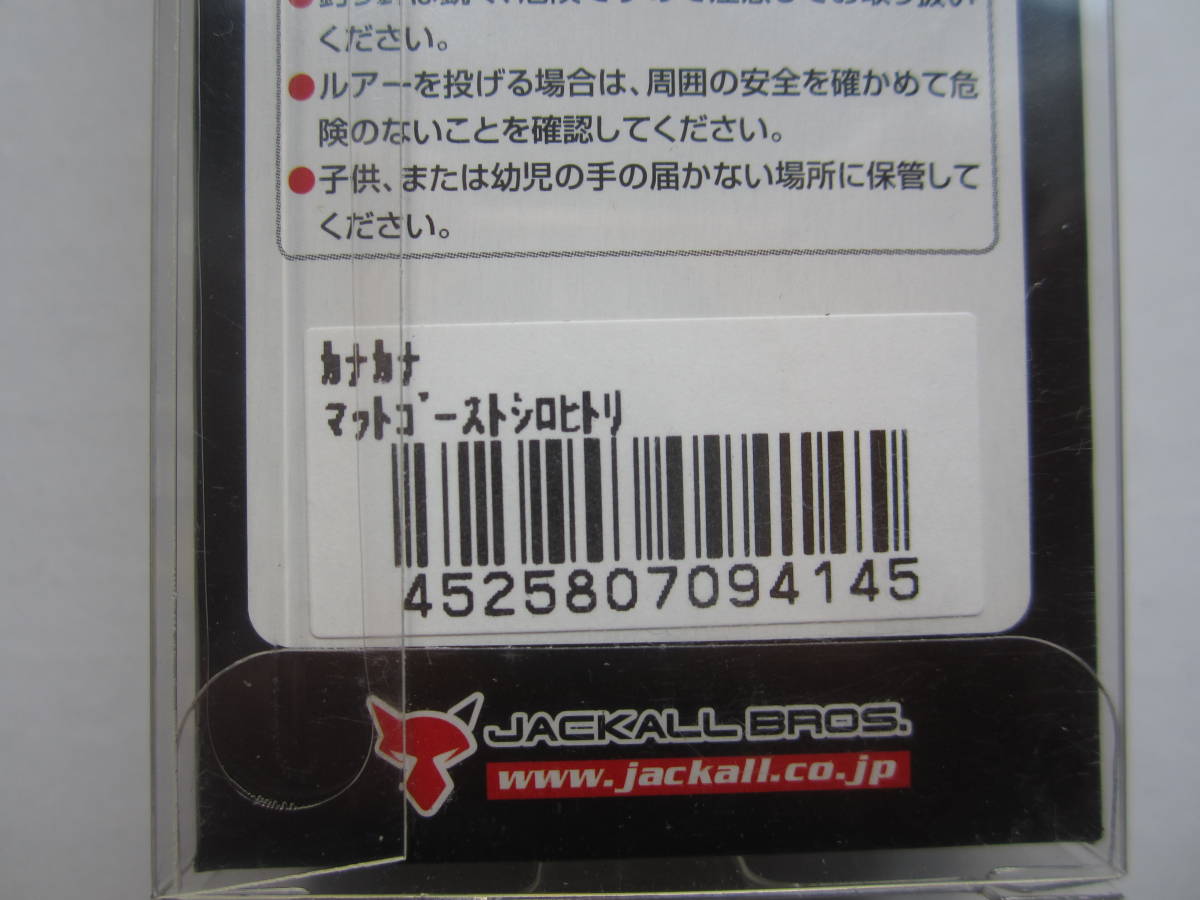 ください。
●ルアーを投げる場合は、周囲の安全を確かめて危
険のないことを確認してください。
●子供、または幼児の手の届かない場所に保管して
ください。
ｶﾅｶﾅ
ﾏｯﾄｺﾞｰｽﾄｼﾛﾋﾄﾘ
4525807094145
JACKALL BROS.
www.jackall.co.jp